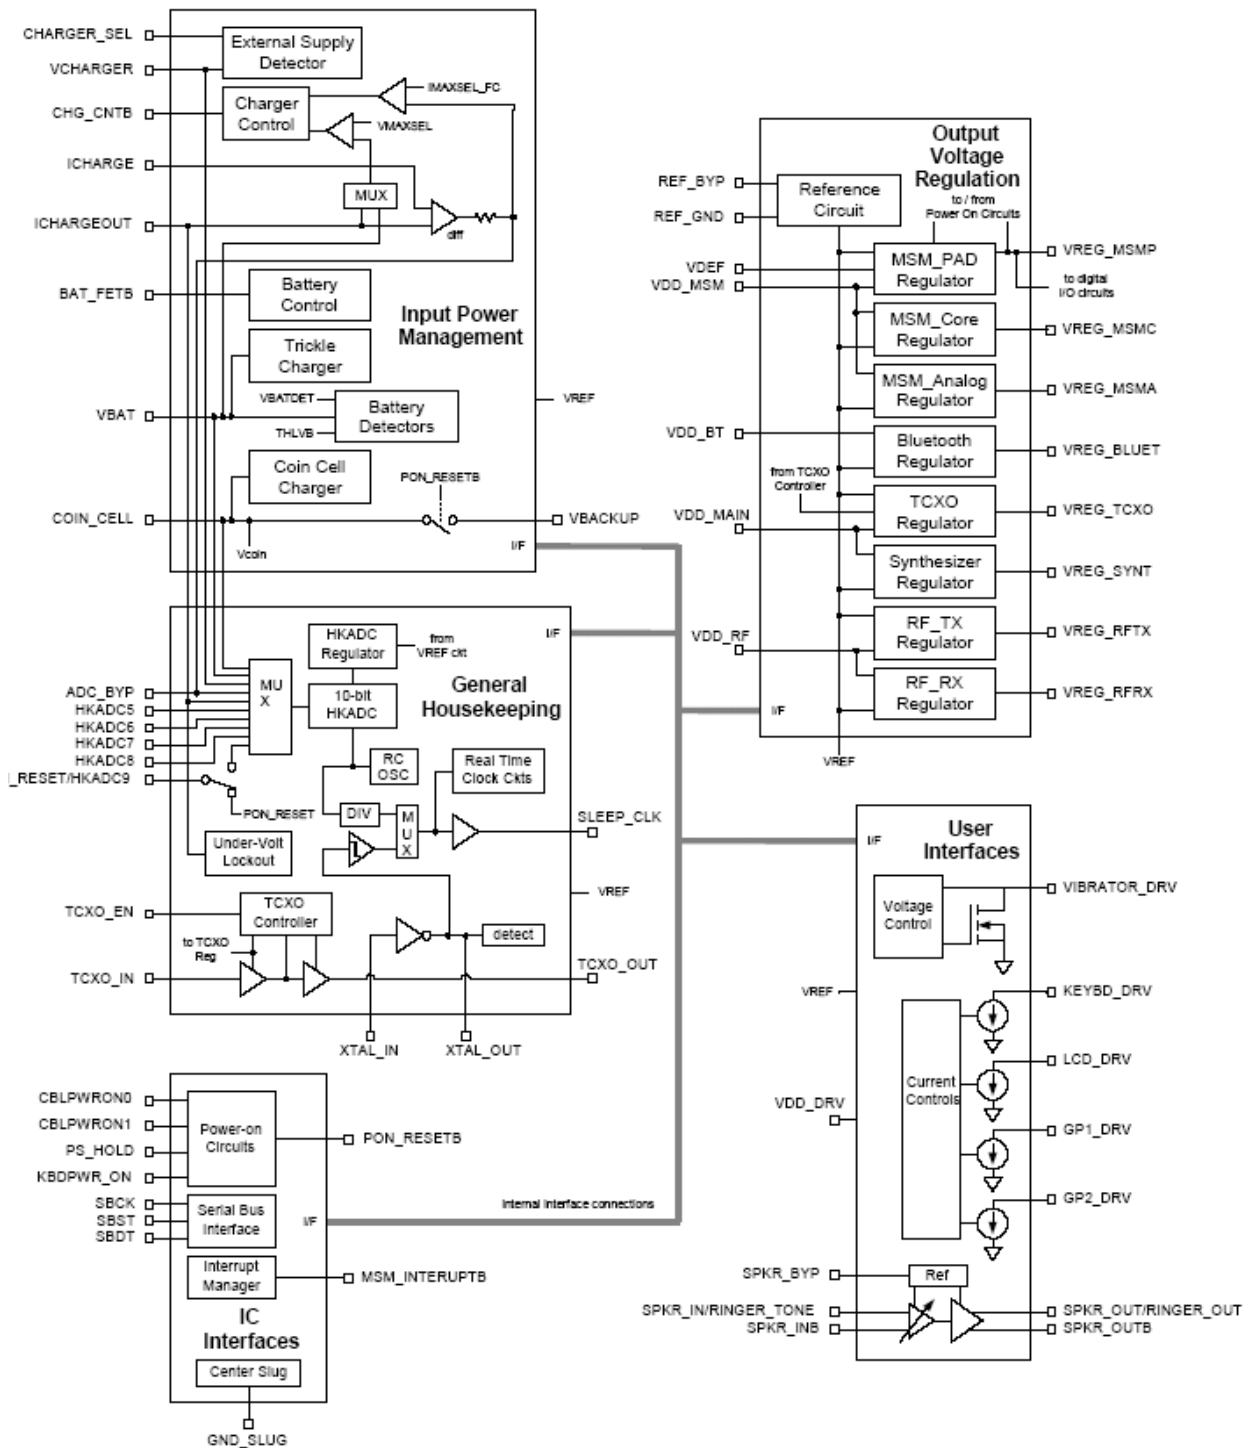 CHARGER_SEL
VCHARGER
CHG_CNTB
ICHARGE
ICHARGEOUT
BAT_FETB
VBAT
COIN_CELL
External Supply
Detector
Charger
Control
IMAXSEL_FC
VMAXSEL
MUX
diff
Battery
Control
Input Power
Management
Trickle
Charger
VBATDET
THLVB
Battery
Detectors
VREF
Coin Cell
Charger
PON_RESETB
VBACKUP
Vcoin
I/F
ADC_BYP
HKADC5
HKADC6
HKADC7
HKADC8
I_RESET/HKADC9
TCXO_EN
TCXO_IN
HKADC
Regulator
from
VREF ckt
I/F
MU
X
10-bit
HKADC
General
Housekeeping
RC
OSC
Real Time
Clock Ckts
PON_RESET
DIV
M
U
X
SLEEP_CLK
Under-Volt
Lockout
VREF
TCXO
Controller
to TCXO
Reg
detect
TCXO_OUT
XTAL_IN
XTAL_OUT
CBLPWRON0
CBLPWRON1
PS_HOLD
KBDPWR_ON
SBCK
SBST
SBDT
Power-on
Circuits
PON_RESETB
Serial Bus
Interface
I/F
Internal Interface connections
Interrupt
Manager
MSM_INTERUPTB
IC
Interfaces
Center Slug
GND_SLUG
Output
Voltage
Regulation
REF_BYP
REF_GND
Reference
Circuit
to / from
Power On Circuits
VDEF
VDD_MSM
MSM_PAD
Regulator
VREG_MSMP
to digital
I/O circuits
MSM_Core
Regulator
VREG_MSMC
MSM_Analog
Regulator
VREG_MSMA
VDD_BT
Bluetooth
Regulator
VREG_BLUET
from TCXO
Controller
TCXO
Regulator
VREG_TCXO
VDD_MAIN
Synthesizer
Regulator
VREG_SYNT
VDD_RF
RF_TX
Regulator
VREG_RFTX
RF_RX
Regulator
VREG_RFRX
I/F
VREF
User
Interfaces
I/F
Voltage
Control
VIBRATOR_DRV
VREF
KEYBD_DRV
Current
Controls
LCD_DRV
VDD_DRV
GP1_DRV
GP2_DRV
SPKR_BYP
Ref
SPKR_IN/RINGER_TONE
SPKR_INB
SPKR_OUT/RINGER_OUT
SPKR_OUTB